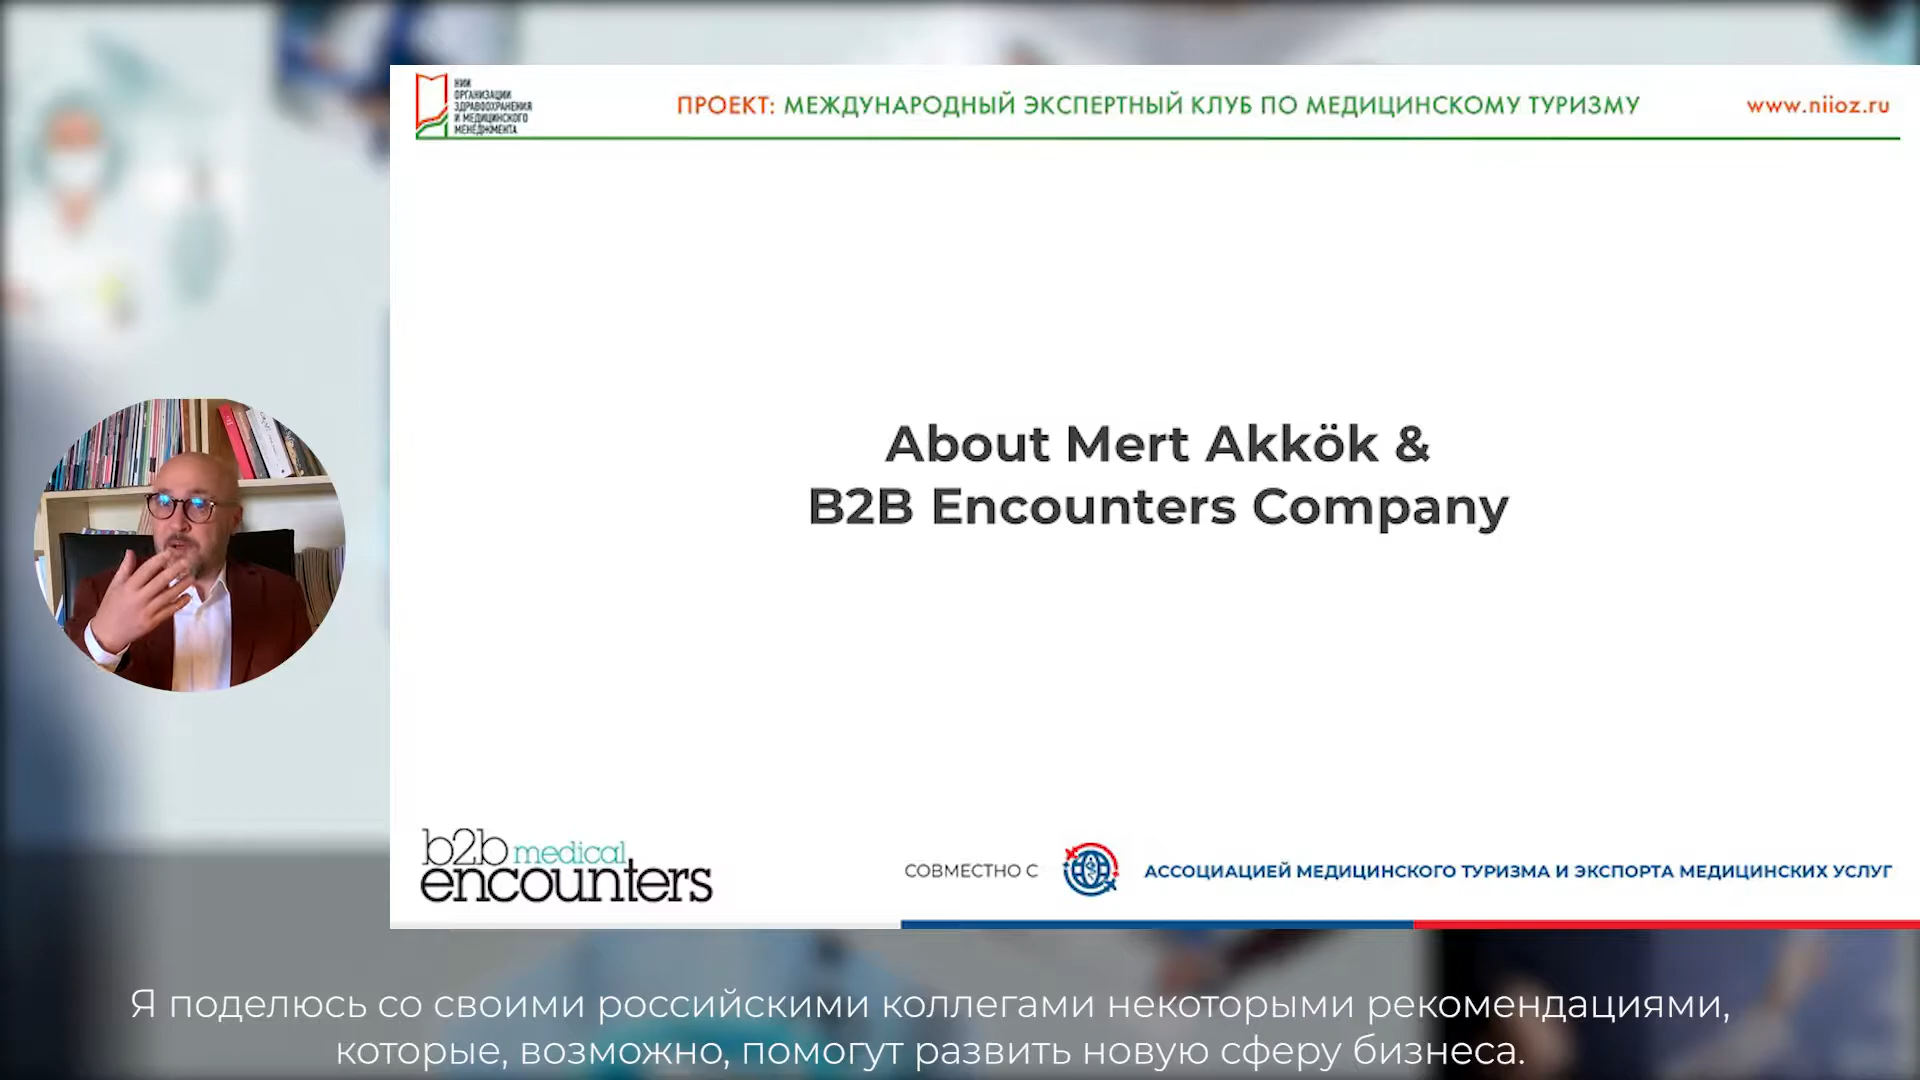 НИИ
ОРГАНИЗАЦИИ
ЗДРАВООХРАНЕНИЯ
И МЕДИЦИНСКОГО
МЕНЕДЖМЕНТА
ПРОЕКТ: МЕЖДУНАРОДНЫЙ ЭКСПЕРТНЫЙ КЛУБ ПО МЕДИЦИНСКОМУ ТУРИЗМУ
www.niioz.ru
About Mert Akkök &
B2B Encounters Company
b2b medical
encounters
СОВМЕСТНО С
АССОЦИАЦИЕЙ МЕДИЦИНСКОГО ТУРИЗМА И ЭКСПОРТА МЕДИЦИНСКИХ УСЛУГ
Я поделюсь со своими российскими коллегами некоторыми рекомендациями,
которые, возможно, помогут развить новую сферу бизнеса.